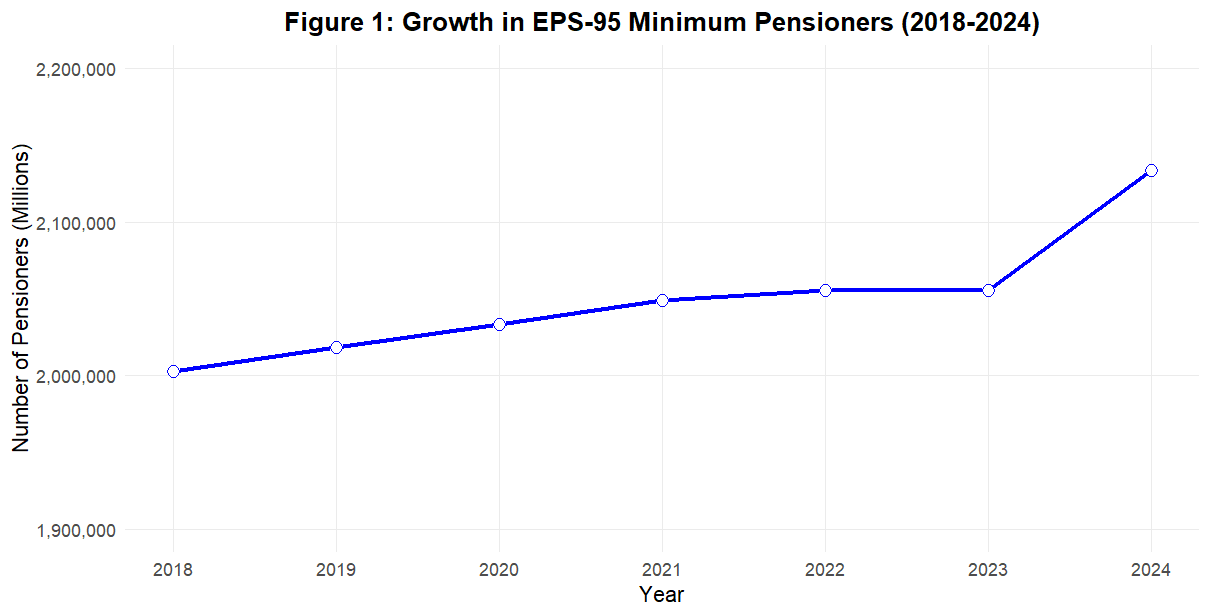 Figure 1: Growth in EPS-95 Minimum Pensioners (2018-2024)
Number of Pensioners (Millions)
2,200,000
2,100,000
2,000,000
1,900,000
2018 2019 2020 2021 2022 2023 2024
Year